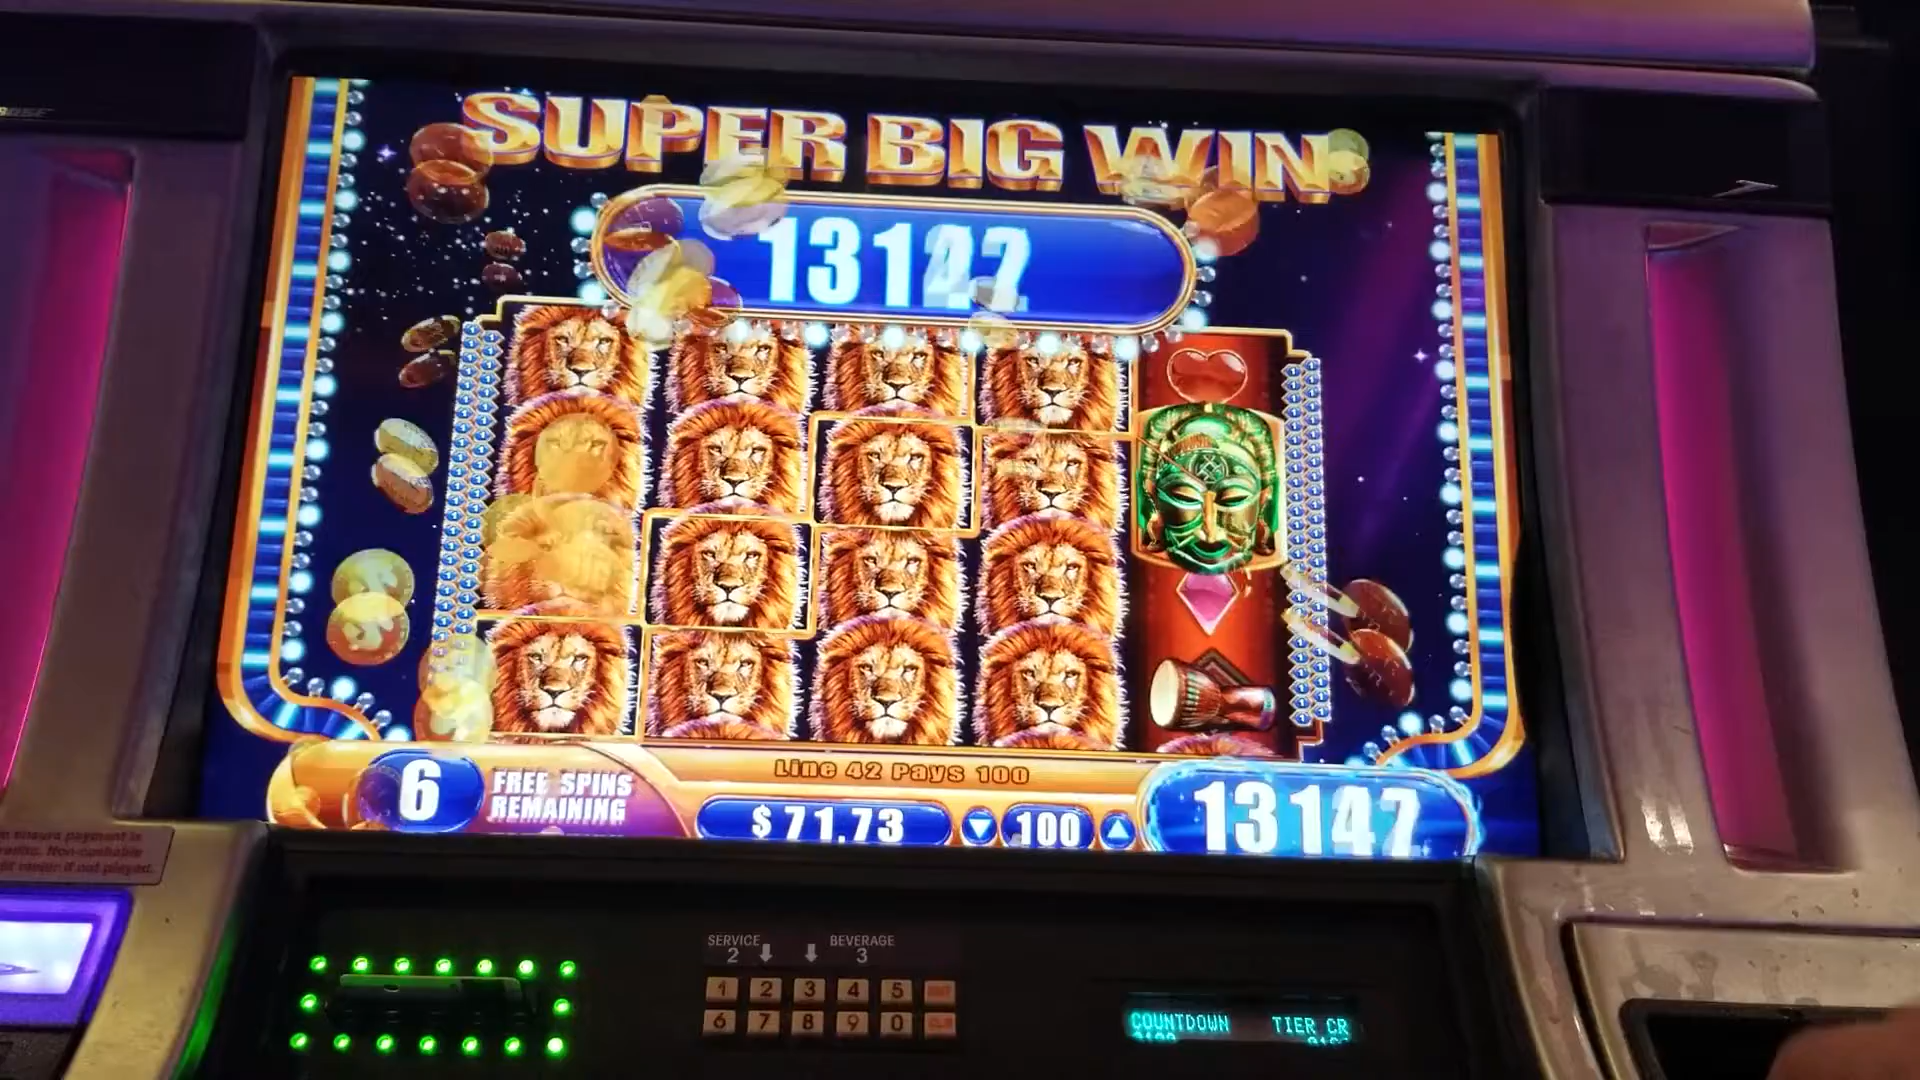 SUPER BIG WIN
13147
Line 42 Pays 100
6
FREE SPINS
REMAINING
$71.73
100
13147
SERVICE
2
BEVERAGE
3
1 2 3 4 5
6 7 8 9 0
COUNTDOWN TIER CR